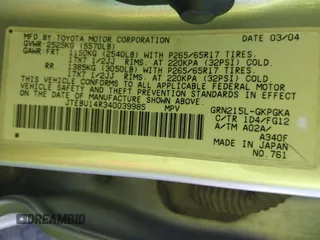 MFD. BY TOYOTA MOTOR CORPORATION DATE 03/04
GVWR 2525KG (5570LB)
GAWR FRT 1150KG (2540LB) WITH P265/65R17 TIRES,
17X7 1/2JJ RIMS, AT 220KPA (32PSI) COLD
RR 1385KG (3050LB) WITH P265/65R17 TIRES,
17X7 1/2JJ RIMS, AT 220KPA (32PSI) COLD
THIS VEHICLE CONFORMS TO ALL APPLICABLE FEDERAL MOTOR
VEHICLE SAFETY AND
THEFT PREVENTION STANDARDS IN EFFECT ON THE
DATE OF MANUFACTURE SHOWN ABOVE.
JTEBU14R340039985 MPV
GRN215L-GKPGKA
C/TR 1D4/FG12
A/TM A02A/
A340F
MADE IN JAPAN
NO.761
DREAMBID